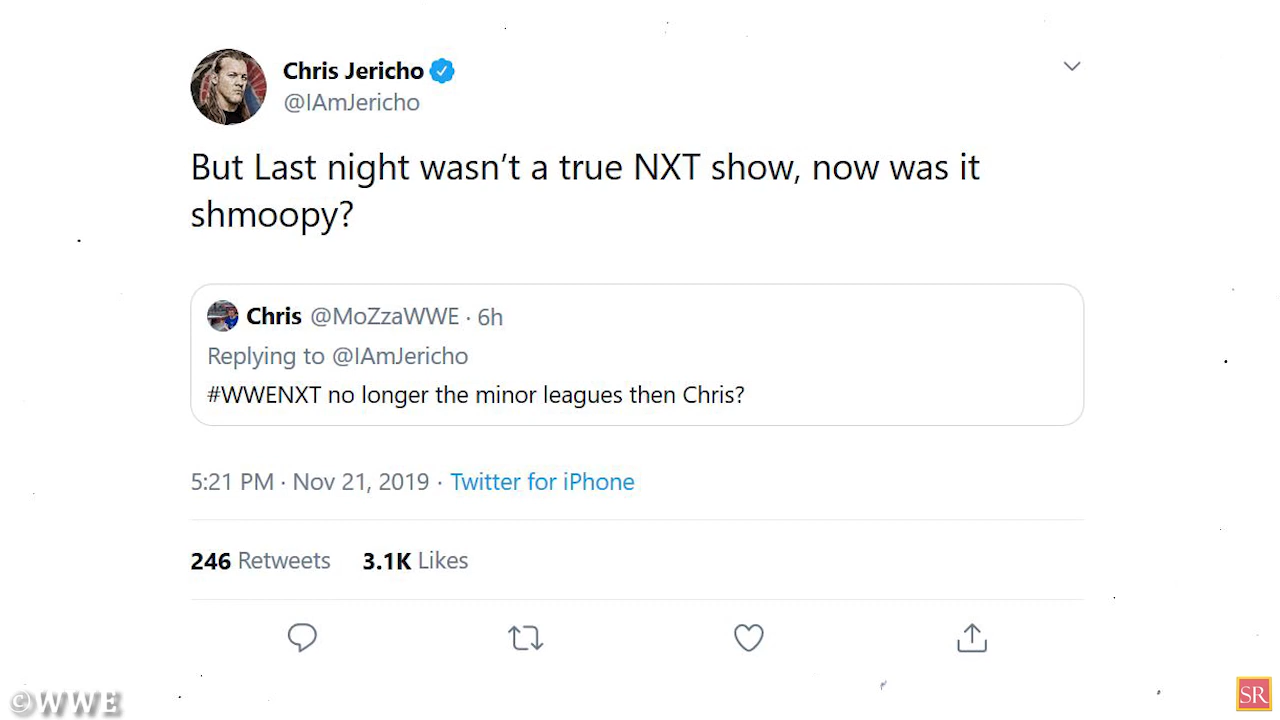 Chris Jericho
@IAmJericho
But Last night wasn't a true NXT show, now was it
shmoopy?
Chris @MoZzaWWE · 6h
Replying to @IAmJericho
#WWENXT no longer the minor leagues then Chris?
5:21 PM · Nov 21, 2019 · Twitter for iPhone
246 Retweets 3.1K Likes
©WWE
SR